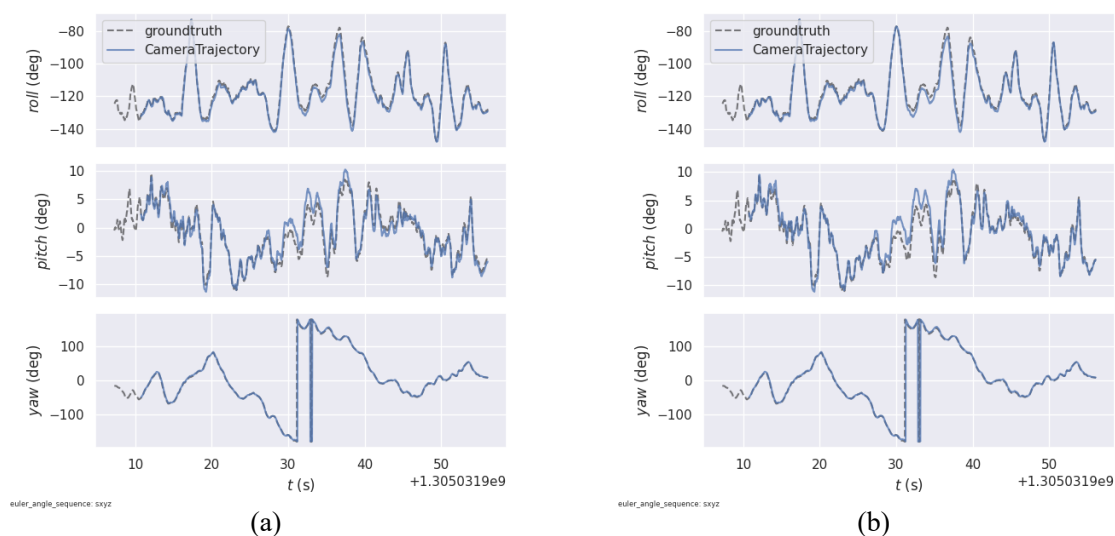 groundtruth
CameraTrajectory
−80
−100
−120
−140
roll (deg
10
5
0
−5
−10
pitch (deg)
100
0
−100
yaw (deg)
10 20 30 40 50
t (s)
+1.3050319e9
euler_angle_sequence: sxyz
(a)
groundtruth
CameraTrajectory
−80
−100
−120
−140
roll (deg
10
5
0
−5
−10
pitch (deg)
100
0
−100
yaw (deg)
10 20 30 40 50
t (s)
+1.3050319e9
euler_angle_sequence: sxyz
(b)